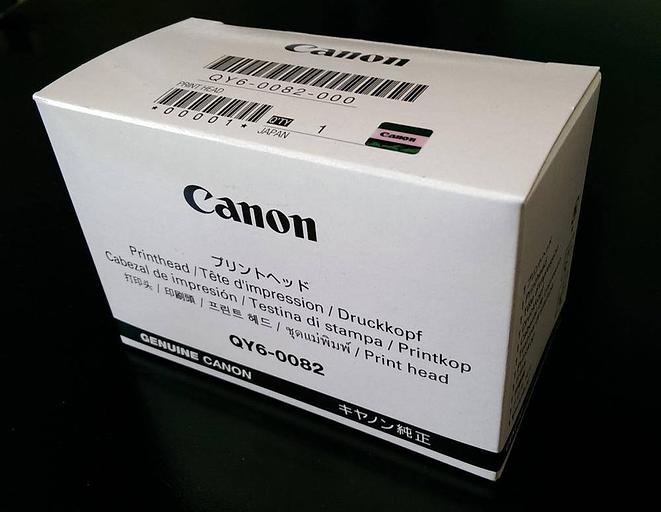 Canon
QY6-0082-000
PRINT HEAD
*00001* Q'TY 1
JAPAN
Canon
Canon
プリントヘッド
Printhead / Tête d'impression / Druckkopf
Cabezal de impresión / Testina di stampa / Printkop
打印头 / 印刷頭 / 프린트 헤드 / ชุดแม่พิมพ์ / Print head
QY6-0082
GENUINE CANON
キヤノン純正